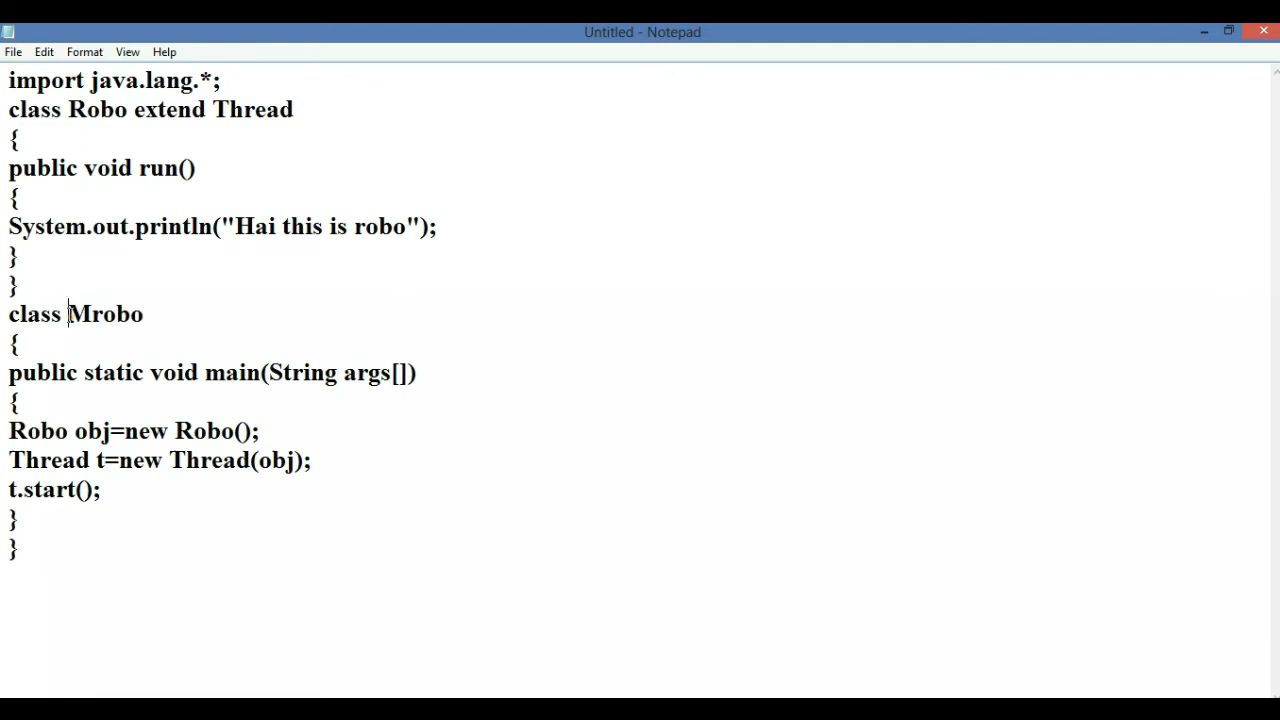 Untitled - Notepad
File Edit Format View Help
import java.lang.*;
class Robo extend Thread
{
public void run()
{
System.out.println("Hai this is robo");
}
}
class Mrobo
{
public static void main(String args[])
{
Robo obj=new Robo();
Thread t=new Thread(obj);
t.start();
}
}